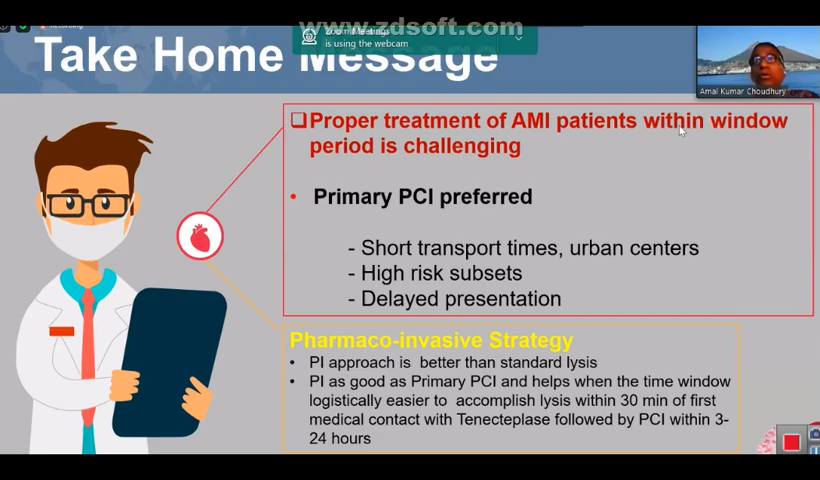 www.zdsoft.com
Zoom Meetings
is using the webcam
Take Home Message
Amal Kumar Choudhury
❑Proper treatment of AMI patients within window
period is challenging
• Primary PCI preferred
- Short transport times, urban centers
- High risk subsets
- Delayed presentation
Pharmaco-invasive Strategy
• PI approach is better than standard lysis
• PI as good as Primary PCI and helps when the time window
logistically easier to accomplish lysis within 30 min of first
medical contact with Tenecteplase followed by PCI within 3-
24 hours